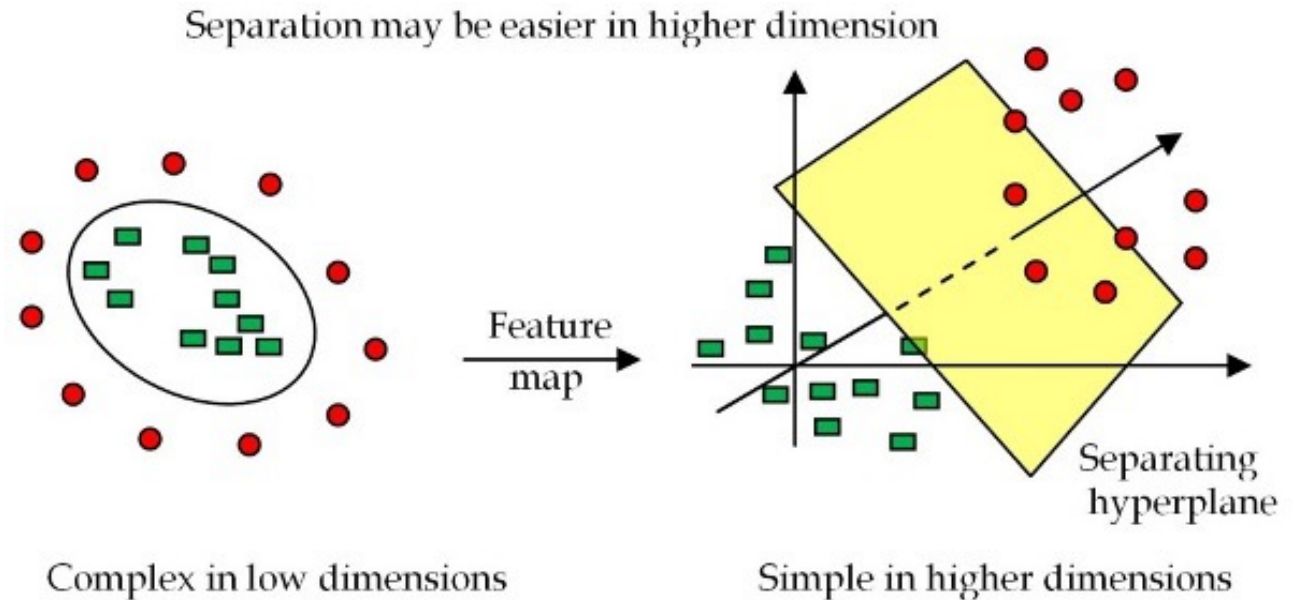 Separation may be easier in higher dimension
Feature
map
Separating
hyperplane
Complex in low dimensions
Simple in higher dimensions